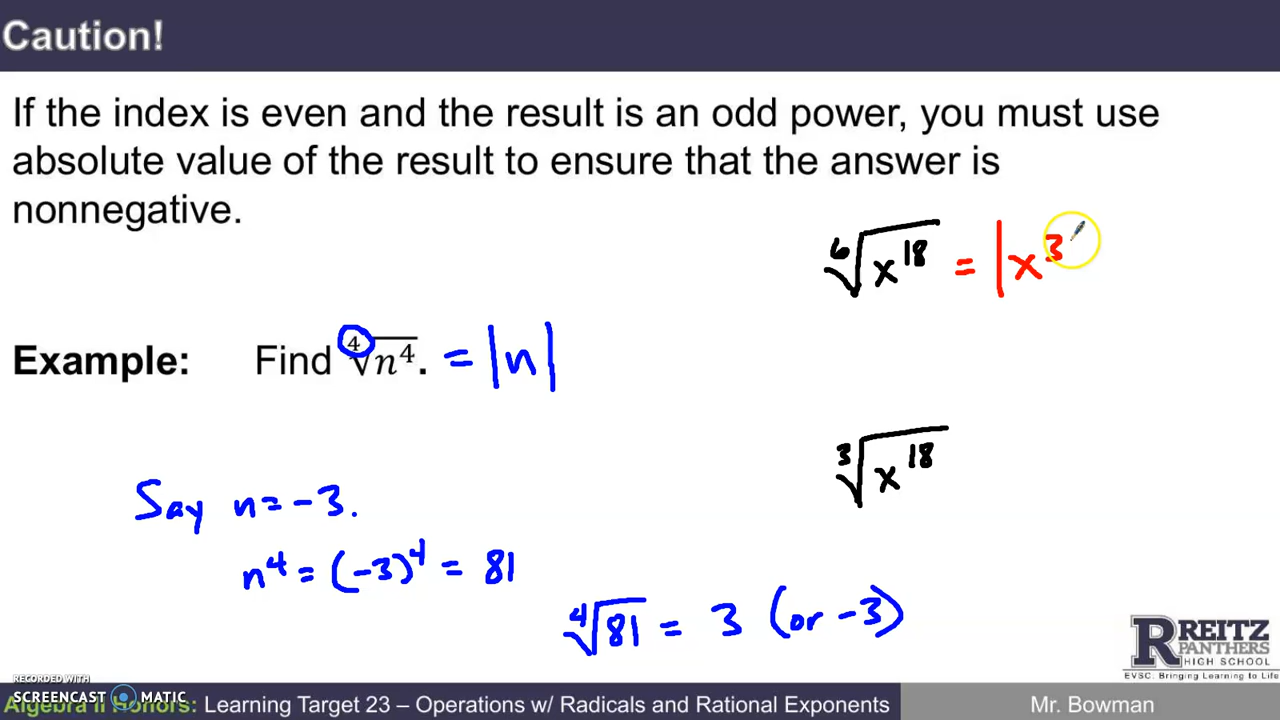 Caution!
If the index is even and the result is an odd power, you must use
absolute value of the result to ensure that the answer is
nonnegative.
⁶√x¹⁸ = |x³
Example: Find ⁴√n⁴. = |n|
³√x¹⁸
Say n = -3.
n⁴ = (-3)⁴ = 81
⁴√81 = 3 (or -3)
R REITZ
PANTHERS
HIGH SCHOOL
EVSC. Bringing Learning to Life
RECORDED WITH
SCREENCAST MATIC
Algebra II Honors: Learning Target 23 – Operations w/ Radicals and Rational Exponents
Mr. Bowman